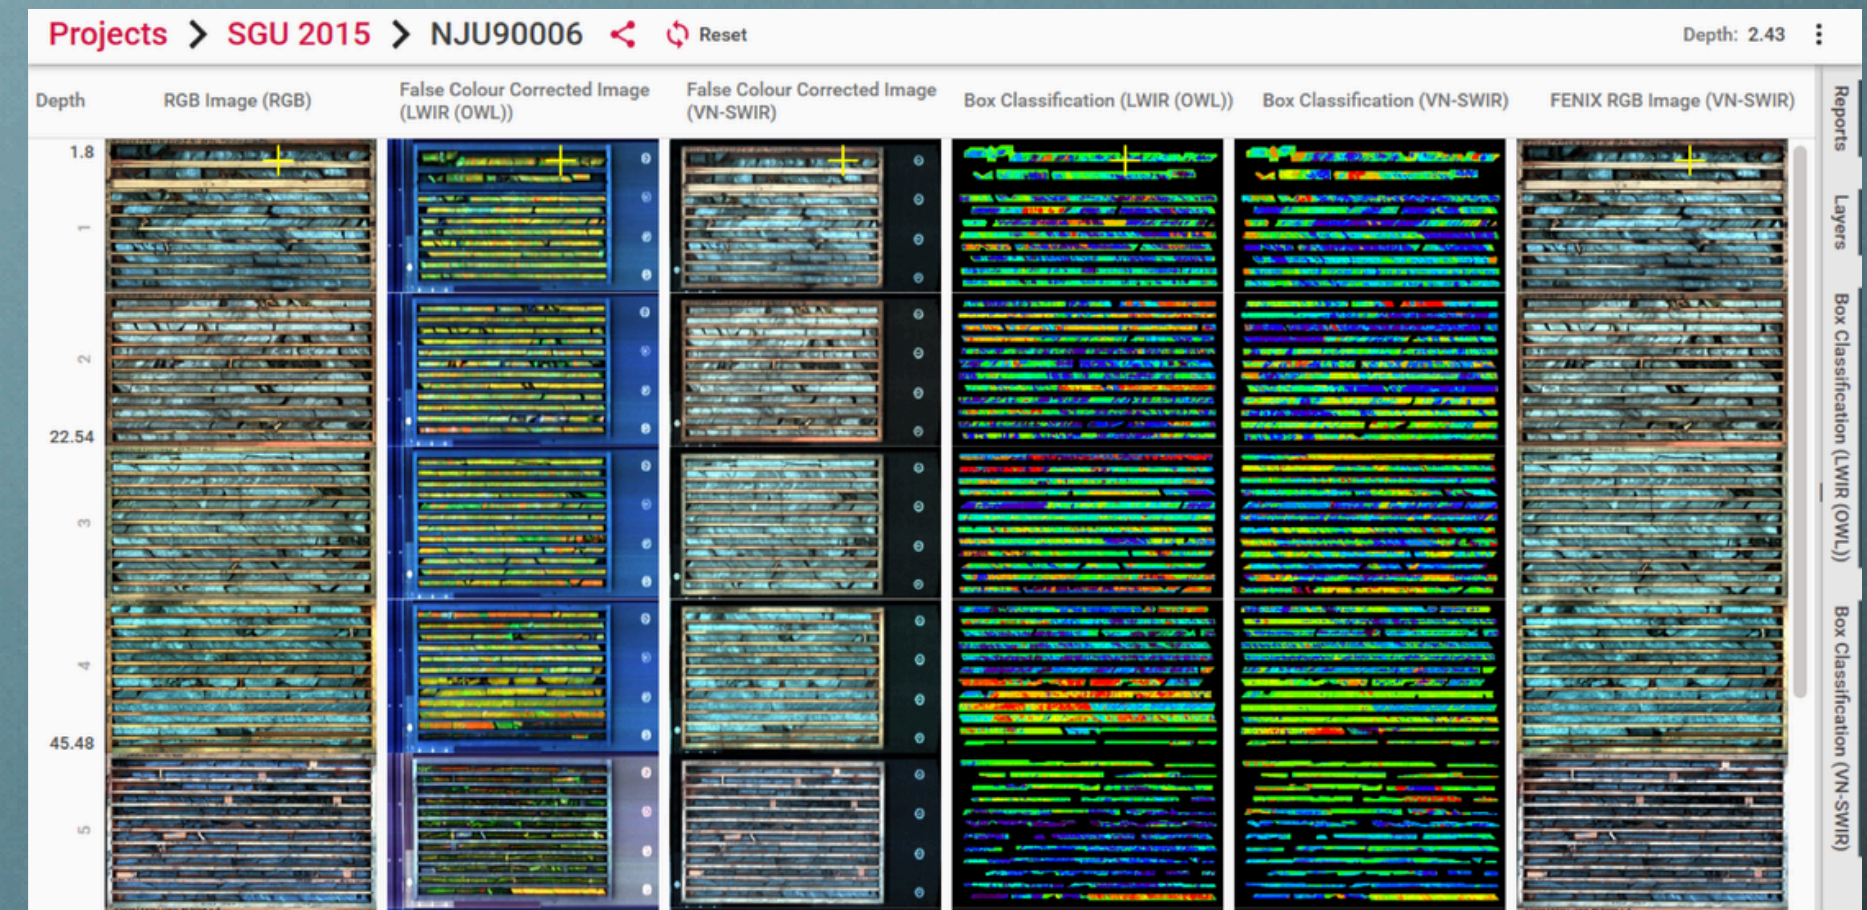 Projects > SGU 2015 > NJU90006 Reset Depth: 2.43
Depth
RGB Image (RGB)
False Colour Corrected Image
(LWIR (OWL))
False Colour Corrected Image
(VN-SWIR)
Box Classification (LWIR (OWL))
Box Classification (VN-SWIR)
FENIX RGB Image (VN-SWIR)
1.8
1
2
22.54
3
4
45.48
5
Reports
Layers
Box Classification (LWIR (OWL))
Box Classification (VN-SWIR)